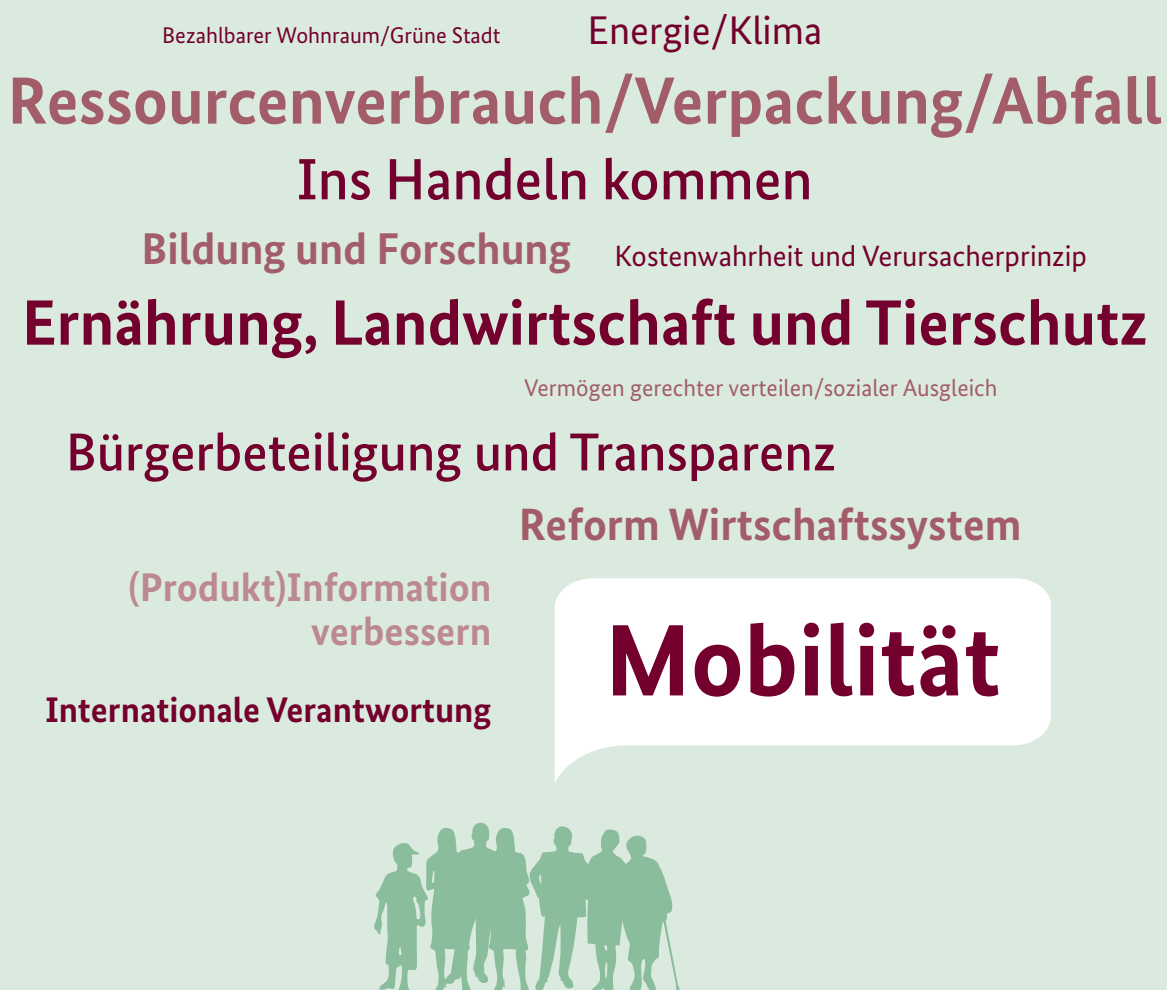 Bezahlbarer Wohnraum/Grüne Stadt
Energie/Klima
Ressourcenverbrauch/Verpackung/Abfall
Ins Handeln kommen
Bildung und Forschung
Kostenwahrheit und Verursacherprinzip
Ernährung, Landwirtschaft und Tierschutz
Vermögen gerechter verteilen/sozialer Ausgleich
Bürgerbeteiligung und Transparenz
Reform Wirtschaftssystem
(Produkt)Information
verbessern
Mobilität
Internationale Verantwortung